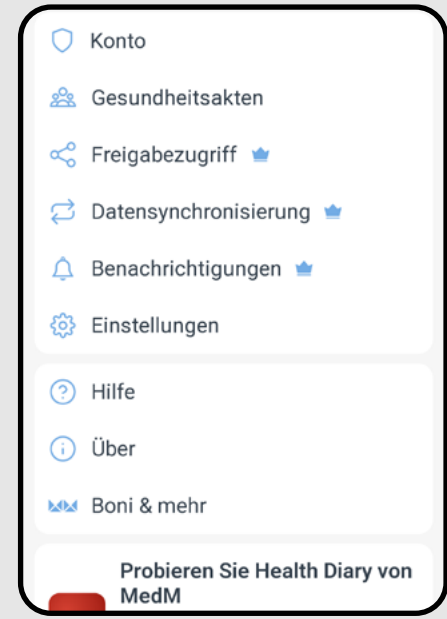 Konto
Gesundheitsakten
Freigabezugriff
Datensynchronisierung
Benachrichtigungen
Einstellungen
Hilfe
Über
Boni & mehr
Probieren Sie Health Diary von
MedM